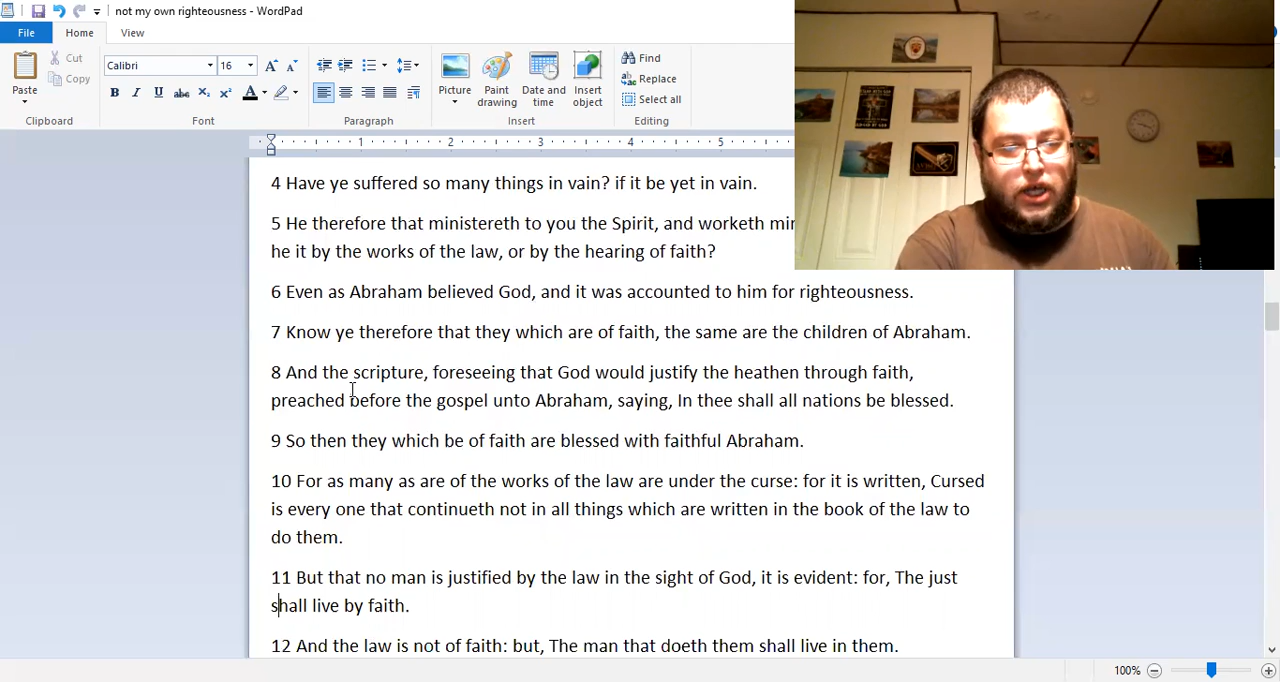 not my own righteousness - WordPad
File
Home
View
Paste
Cut
Copy
Clipboard
Calibri
16
B I U abc X₂ X² A
Font
Paragraph
Picture
Paint drawing
Date and time
Insert object
Insert
Find
Replace
Select all
Editing
1 2 3 4 5
4 Have ye suffered so many things in vain? if it be yet in vain.
5 He therefore that ministereth to you the Spirit, and worketh
he it by the works of the law, or by the hearing of faith?
6 Even as Abraham believed God, and it was accounted to him for righteousness.
7 Know ye therefore that they which are of faith, the same are the children of Abraham.
8 And the scripture, foreseeing that God would justify the heathen through faith,
preached before the gospel unto Abraham, saying, In thee shall all nations be blessed.
9 So then they which be of faith are blessed with faithful Abraham.
10 For as many as are of the works of the law are under the curse: for it is written, Cursed
is every one that continueth not in all things which are written in the book of the law to
do them.
11 But that no man is justified by the law in the sight of God, it is evident: for, The just
shall live by faith.
12 And the law is not of faith: but, The man that doeth them shall live in them.
100%